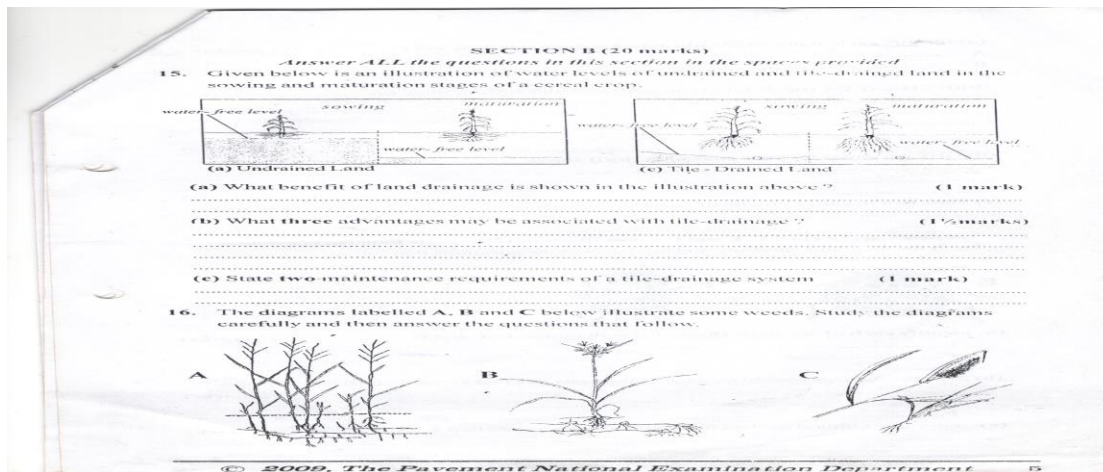 SECTION B (20 marks)
Answer ALL the questions in this section in the spaces provided
15. Given below is an illustration of water levels of undrained and tile-drained land in the
sowing and maturation stages of a cereal crop.
sowing maturation sowing maturation
water-free level water-free level
water-free level water-free level
(a) Undrained Land (c) Tile - Drained Land
(a) What benefit of land drainage is shown in the illustration above ? (1 mark)
(b) What three advantages may be associated with tile-drainage ? (1½marks)
(c) State two maintenance requirements of a tile-drainage system (1 mark)
16. The diagrams labelled A, B and C below illustrate some weeds. Study the diagrams
carefully and then answer the questions that follow.
A B C
© 2009, The Pavement National Examination Department 5